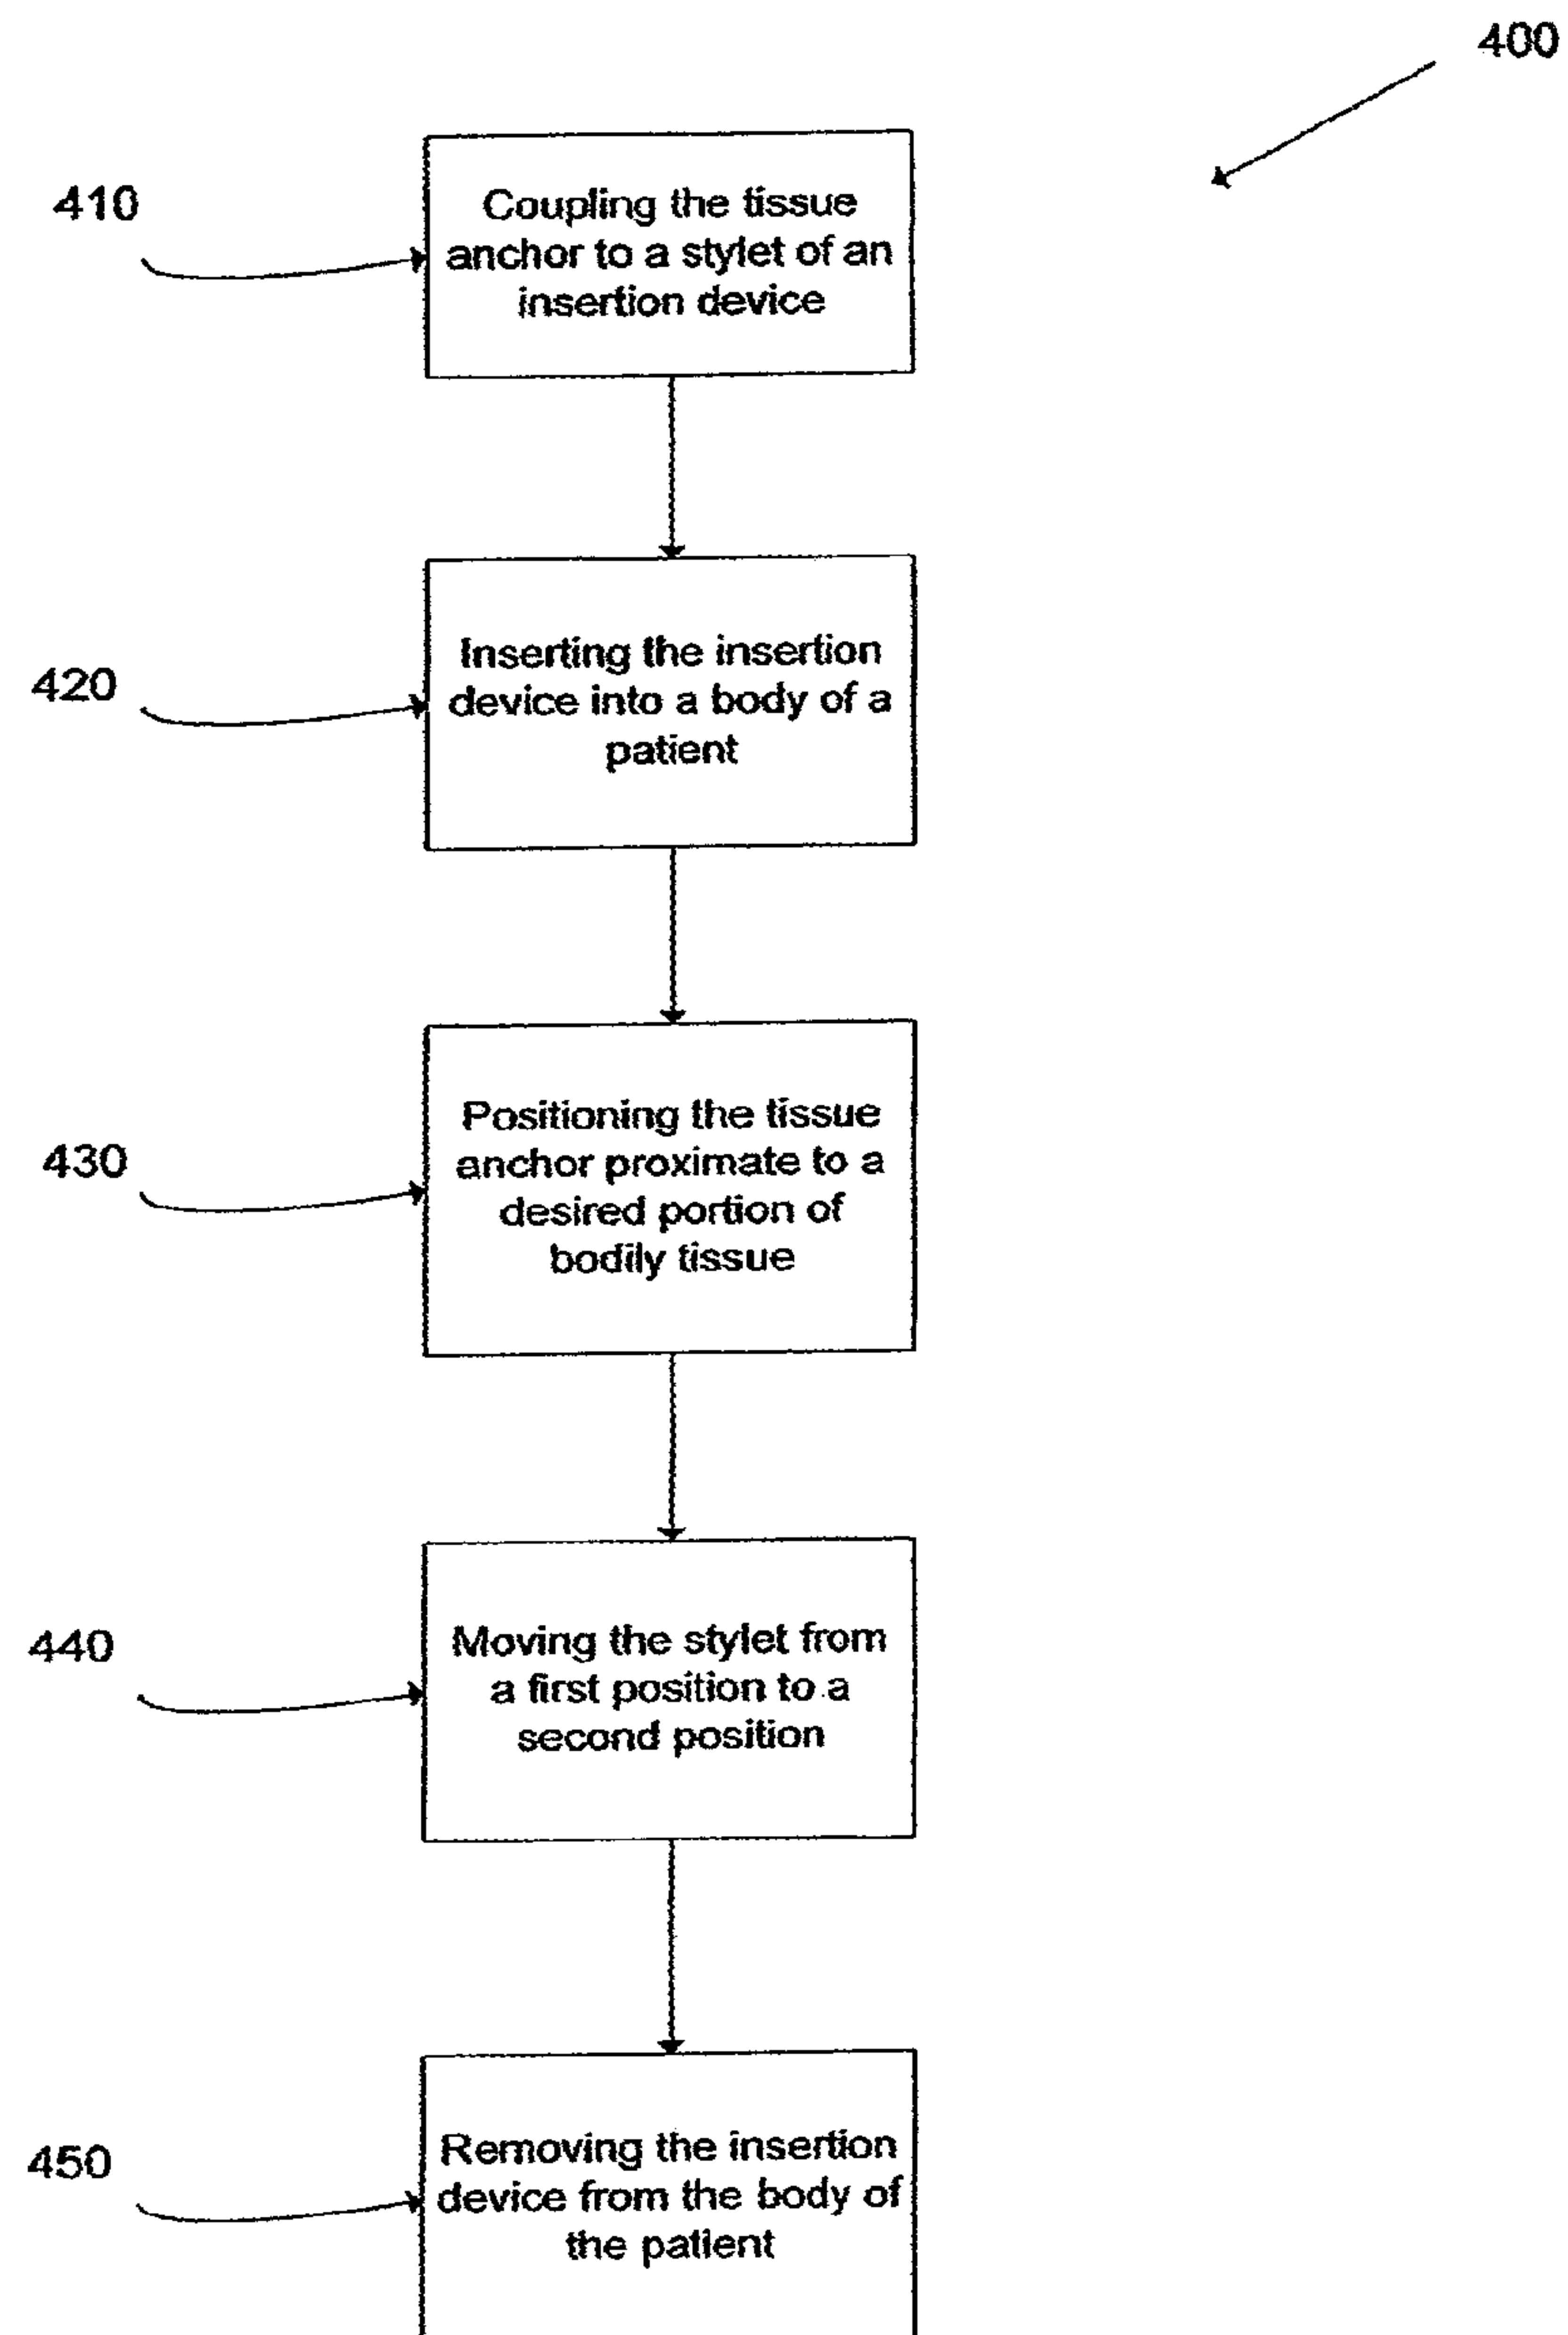 400
410
Coupling the tissue
anchor to a stylet of an
insertion device
420
Inserting the insertion
device into a body of a
patient
430
Positioning the tissue
anchor proximate to a
desired portion of
bodily tissue
440
Moving the stylet from
a first position to a
second position
450
Removing the insertion
device from the body of
the patient